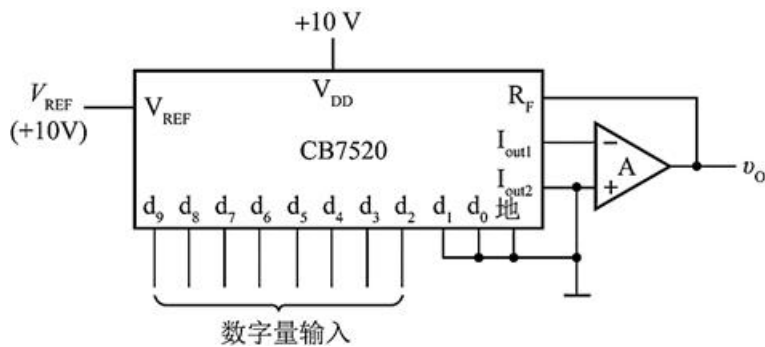 +10 V
V_REF
(+10V)
V_REF
V_DD
R_F
CB7520
I_out1
I_out2
− A +
v_O
d_9 d_8 d_7 d_6 d_5 d_4 d_3 d_2 d_1 d_0 地
数字量输入